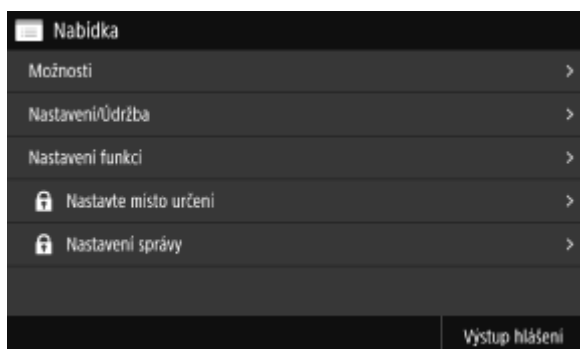 Nabídka
Možnosti
Nastavení/Údržba
Nastavení funkcí
Nastavte místo určení
Nastavení správy
Výstup hlášení